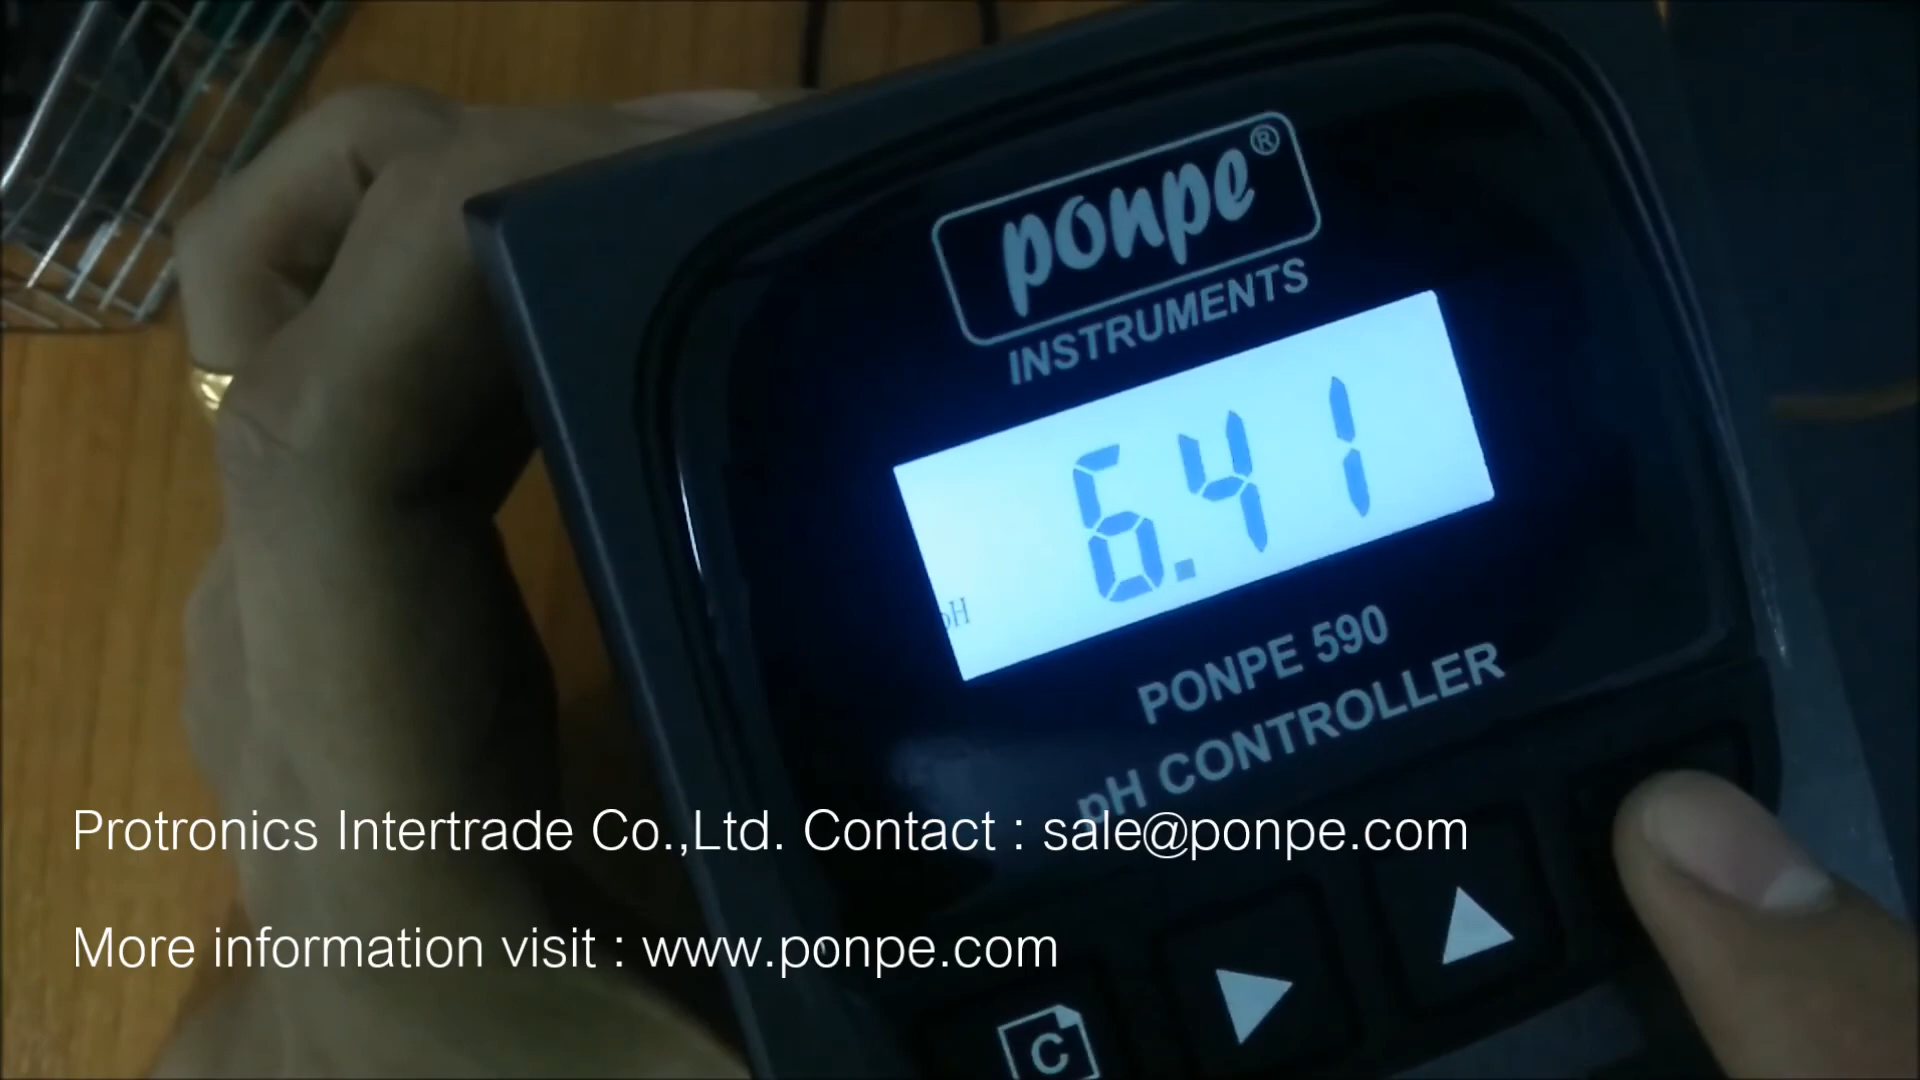 ponpe®
INSTRUMENTS
6.41
pH
PONPE 590
pH CONTROLLER
Protronics Intertrade Co.,Ltd. Contact : sale@ponpe.com
More information visit : www.ponpe.com
C